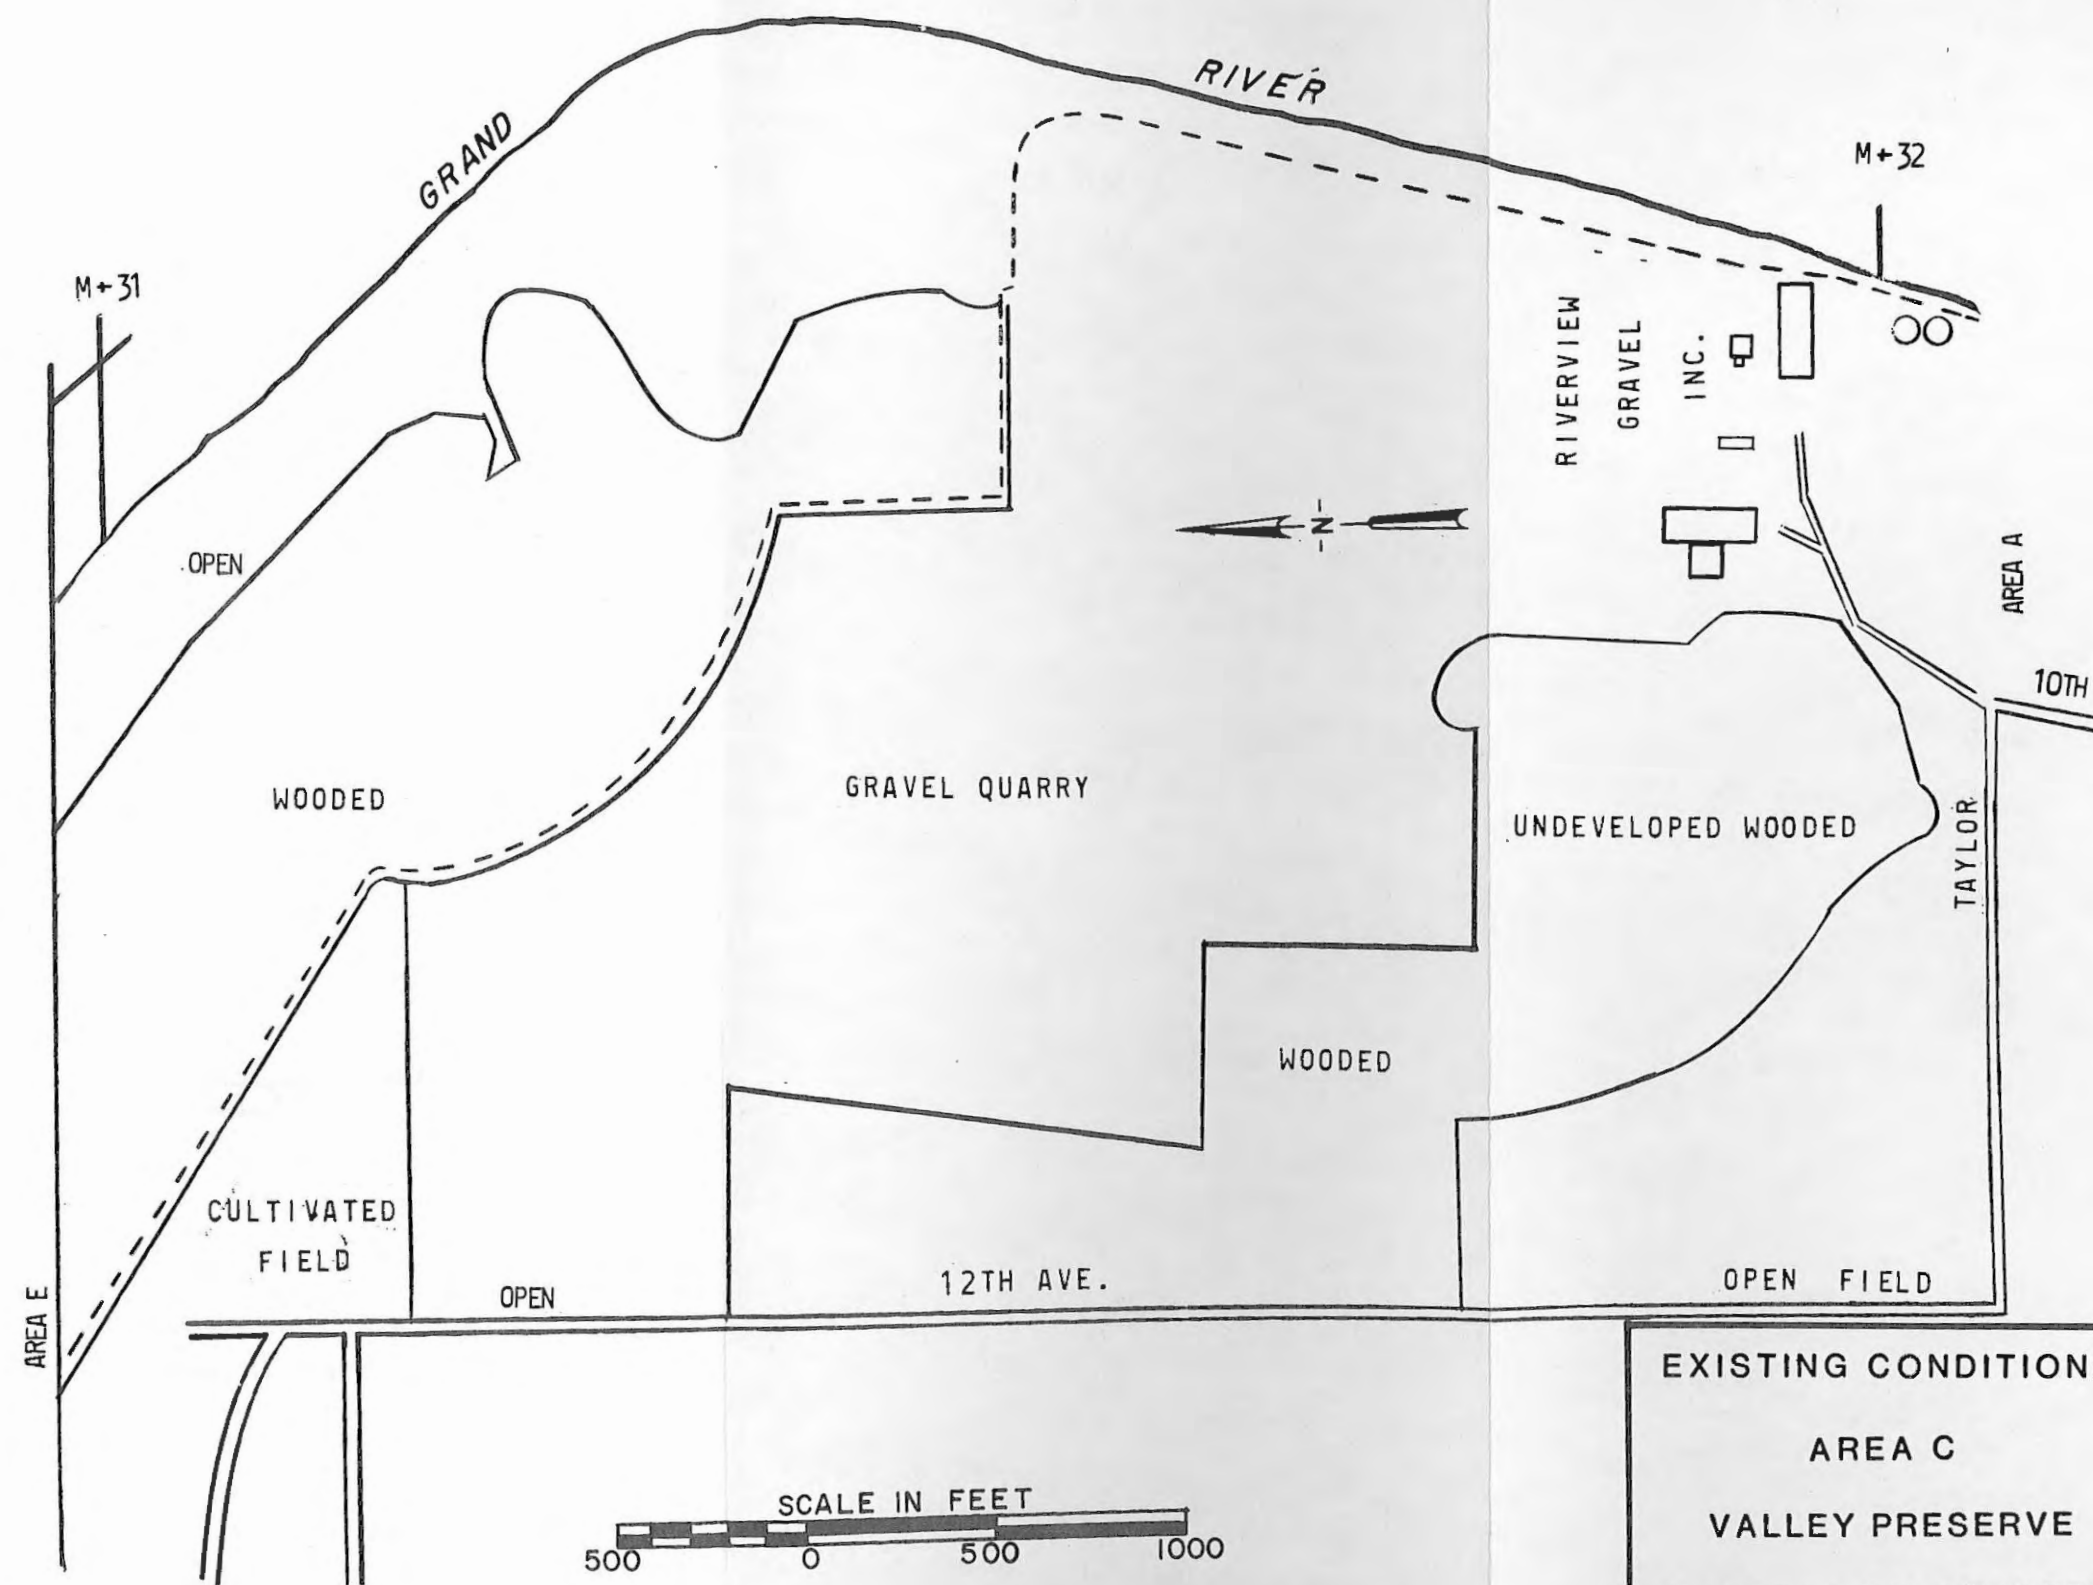 GRAND RIVER
M+31
M+32
OPEN
RIVERVIEW
GRAVEL
INC.
-N-
AREA A
10TH
WOODED
GRAVEL QUARRY
UNDEVELOPED WOODED
TAYLOR
WOODED
CULTIVATED
FIELD
AREA E
OPEN
12TH AVE.
OPEN FIELD
SCALE IN FEET
500 0 500 1000
EXISTING CONDITION
AREA C
VALLEY PRESERVE